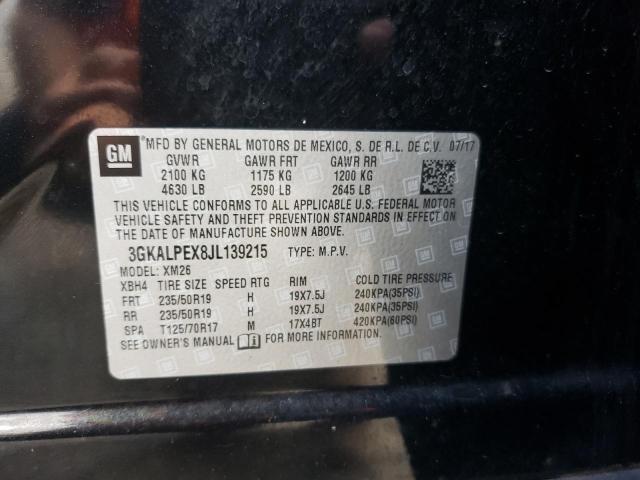 GM
MFD BY GENERAL MOTORS DE MEXICO, S. DE R.L. DE C.V. 07/17
GVWR GAWR FRT GAWR RR
2100 KG 1175 KG 1200 KG
4630 LB 2590 LB 2645 LB
THIS VEHICLE CONFORMS TO ALL APPLICABLE U.S. FEDERAL MOTOR
VEHICLE SAFETY AND THEFT PREVENTION STANDARDS IN EFFECT ON
THE DATE OF MANUFACTURE SHOWN ABOVE.
3GKALPEX8JL139215 TYPE: M.P.V.
MODEL: XM26
XBH4 TIRE SIZE SPEED RTG RIM COLD TIRE PRESSURE
FRT 235/50R19 H 19X7.5J 240KPA(35PSI)
RR 235/50R19 H 19X7.5J 240KPA(35PSI)
SPA T125/70R17 M 17X4BT 420KPA(60PSI)
SEE OWNER'S MANUAL FOR MORE INFORMATION.